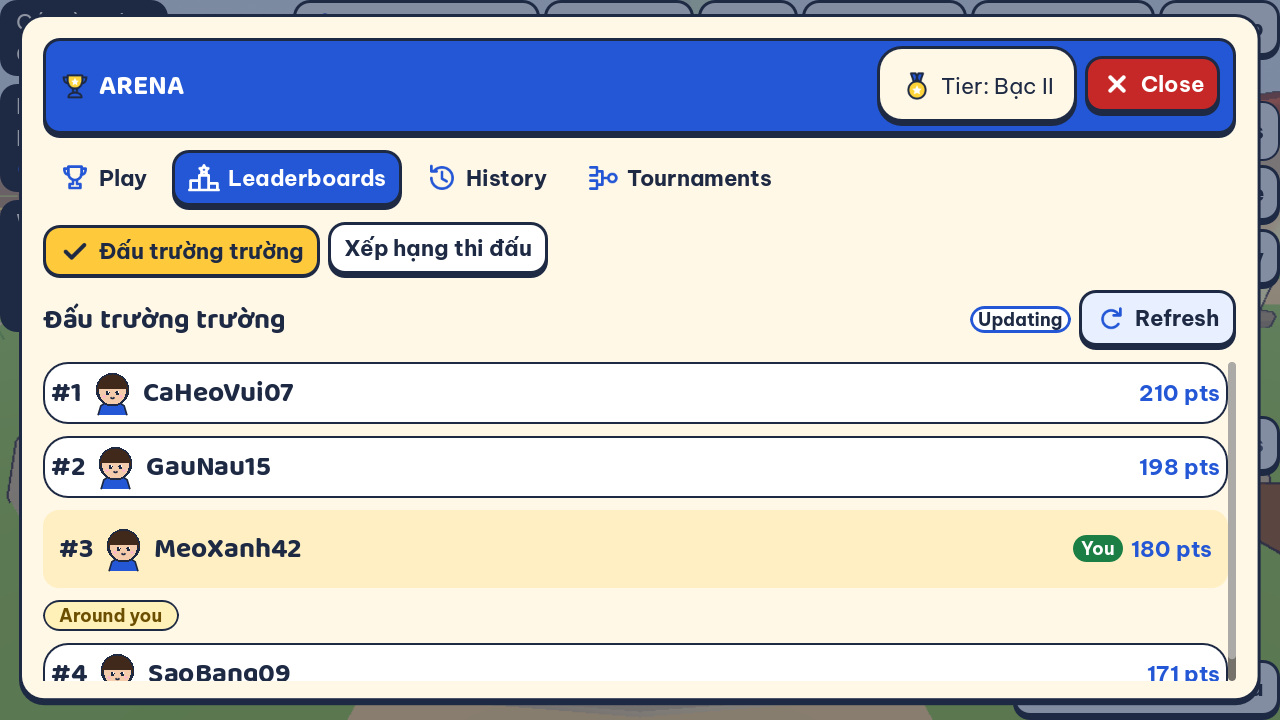 ARENA
Tier: Bạc II
Close
Play
Leaderboards
History
Tournaments
Đấu trường trường
Xếp hạng thi đấu
Đấu trường trường
Updating
Refresh
#1 CaHeoVui07 210 pts
#2 GauNau15 198 pts
#3 MeoXanh42 You 180 pts
Around you
#4 SaoBang09 171 pts